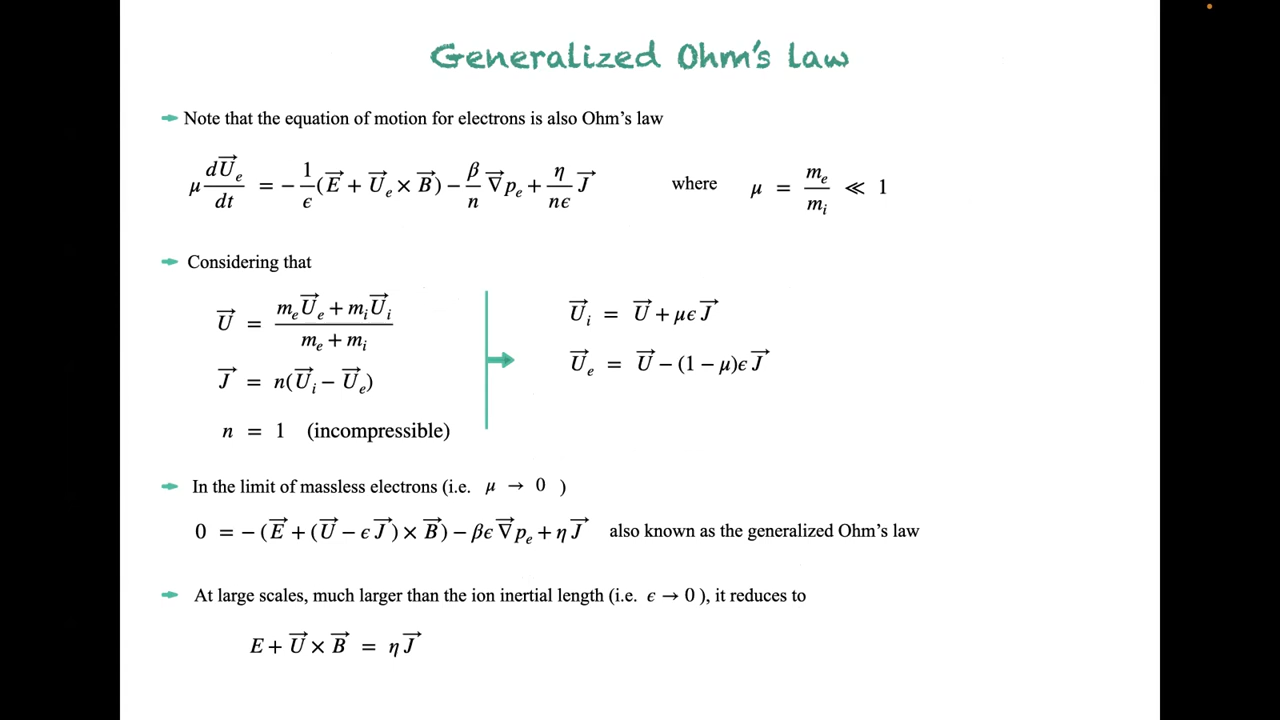 Generalized Ohm's law
Note that the equation of motion for electrons is also Ohm's law
μ dU⃗ₑ/dt = − 1/ϵ (E⃗ + U⃗ₑ × B⃗) − β/n ∇⃗pₑ + η/nϵ J⃗ where μ = mₑ/mᵢ ≪ 1
Considering that
U⃗ = (mₑU⃗ₑ + mᵢU⃗ᵢ)/(mₑ + mᵢ)
J⃗ = n(U⃗ᵢ − U⃗ₑ)
n = 1 (incompressible)
U⃗ᵢ = U⃗ + μϵJ⃗
U⃗ₑ = U⃗ − (1 − μ)ϵJ⃗
In the limit of massless electrons (i.e. μ → 0 )
0 = − (E⃗ + (U⃗ − ϵJ⃗) × B⃗) − βϵ∇⃗pₑ + ηJ⃗ also known as the generalized Ohm's law
At large scales, much larger than the ion inertial length (i.e. ϵ → 0 ), it reduces to
E + U⃗ × B⃗ = ηJ⃗